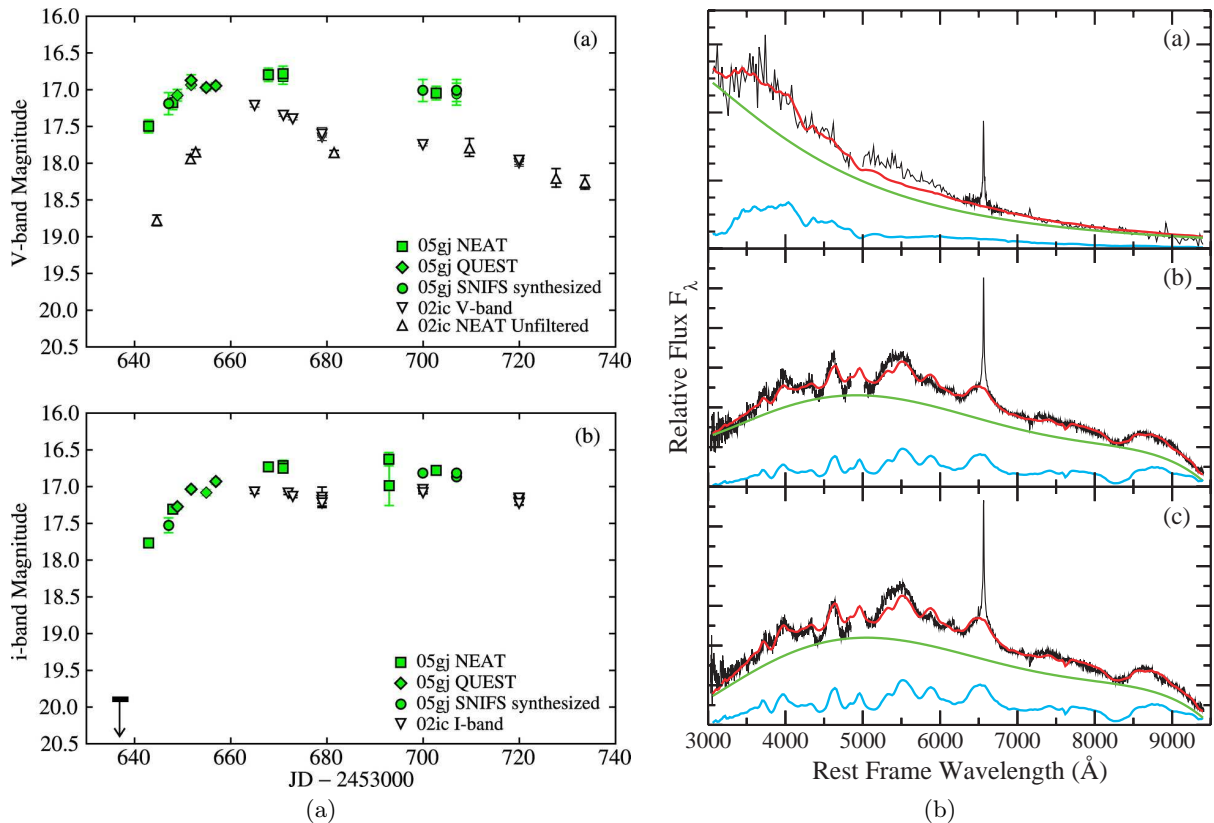 (a)
V-band Magnitude
16.0
16.5
17.0
17.5
18.0
18.5
19.0
19.5
20.0
20.5
05gj NEAT
05gj QUEST
05gj SNIFS synthesized
02ic V-band
02ic NEAT Unfiltered
640 660 680 700 720 740
(b)
i-band Magnitude
16.0
16.5
17.0
17.5
18.0
18.5
19.0
19.5
20.0
20.5
05gj NEAT
05gj QUEST
05gj SNIFS synthesized
02ic I-band
640 660 680 700 720 740
JD – 2453000
(a)
Relative Flux F_λ
(a)
(b)
(c)
3000 4000 5000 6000 7000 8000 9000
Rest Frame Wavelength (Å)
(b)